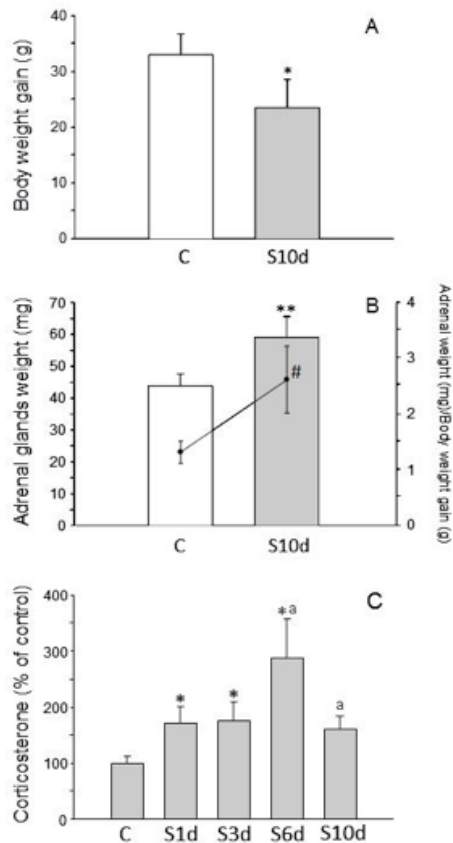 A
Body weight gain (g)
40
30
20
10
0
*
C S10d
B
Adrenal glands weight (mg)
70
60
50
40
30
20
10
0
**
#
4
3
2
1
0
Adrenal weight (mg)/Body weight gain (g)
C S10d
C
Corticosterone (% of control)
400
300
200
100
0
* * *a a
C S1d S3d S6d S10d